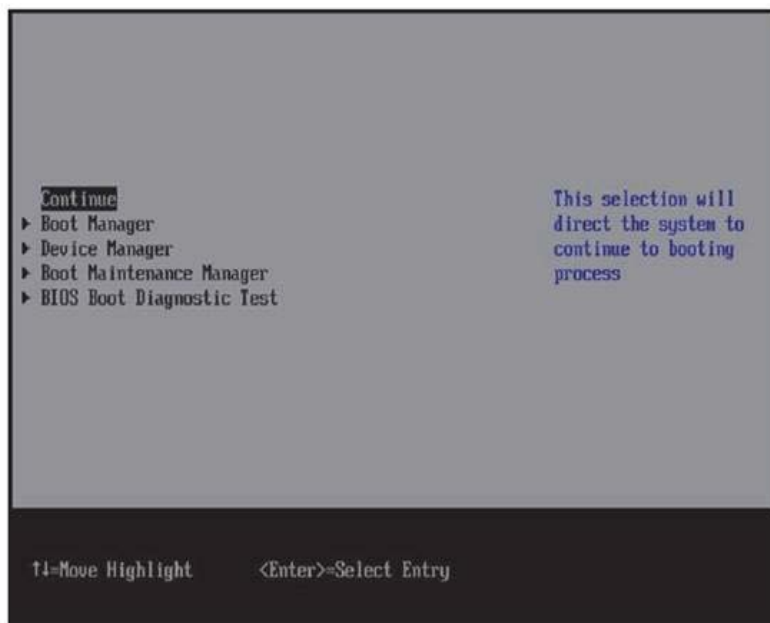 Continue
▶ Boot Manager
▶ Device Manager
▶ Boot Maintenance Manager
▶ BIOS Boot Diagnostic Test
This selection will
direct the system to
continue to booting
process
↑↓=Move Highlight <Enter>=Select Entry